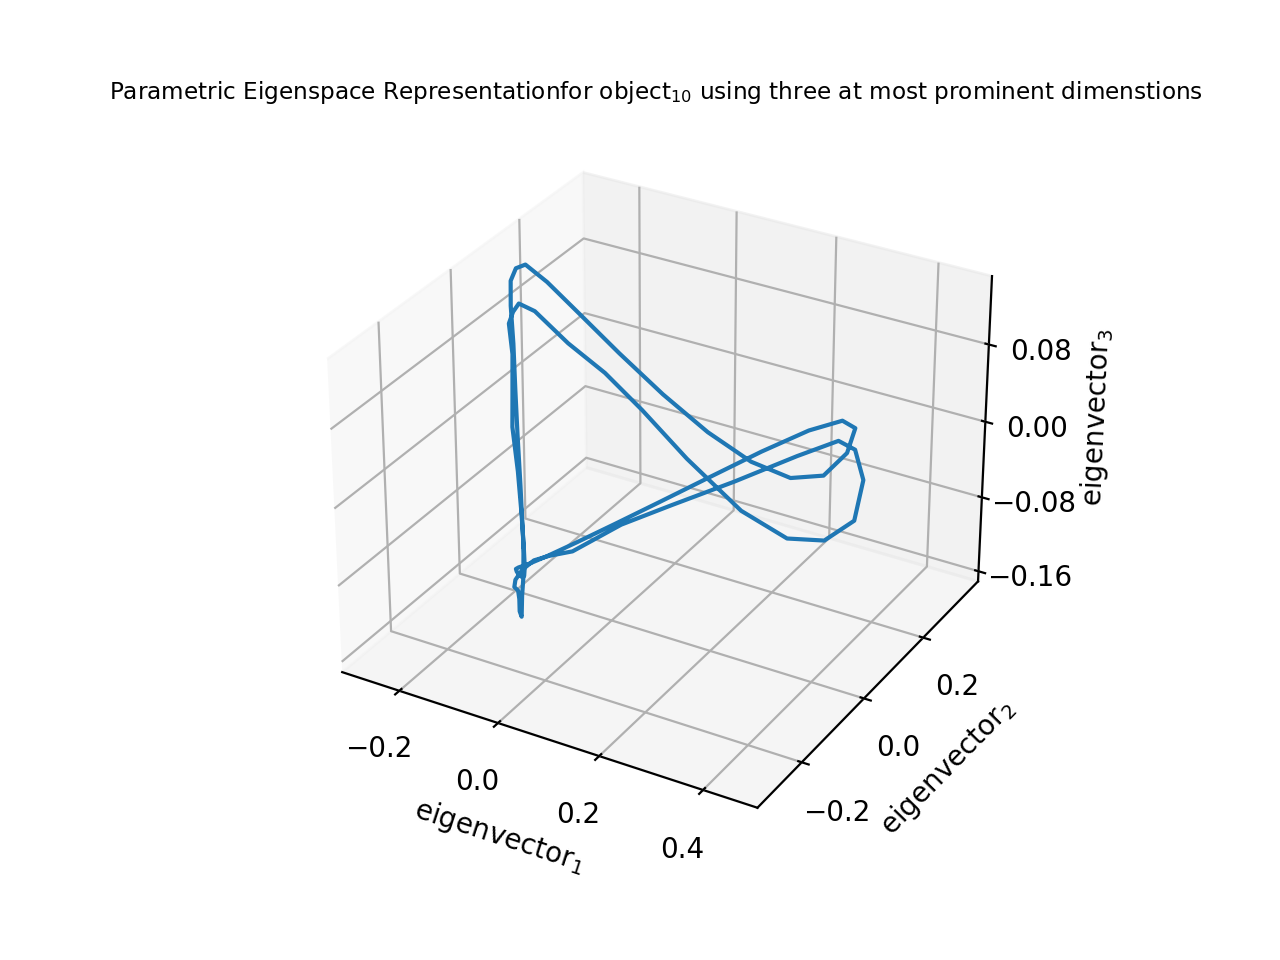 Parametric Eigenspace Representationfor object₁₀ using three at most prominent dimenstions
0.08
0.00
−0.08
−0.16
eigenvector₃
0.2
0.0
−0.2
eigenvector₂
−0.2
0.0
0.2
0.4
eigenvector₁